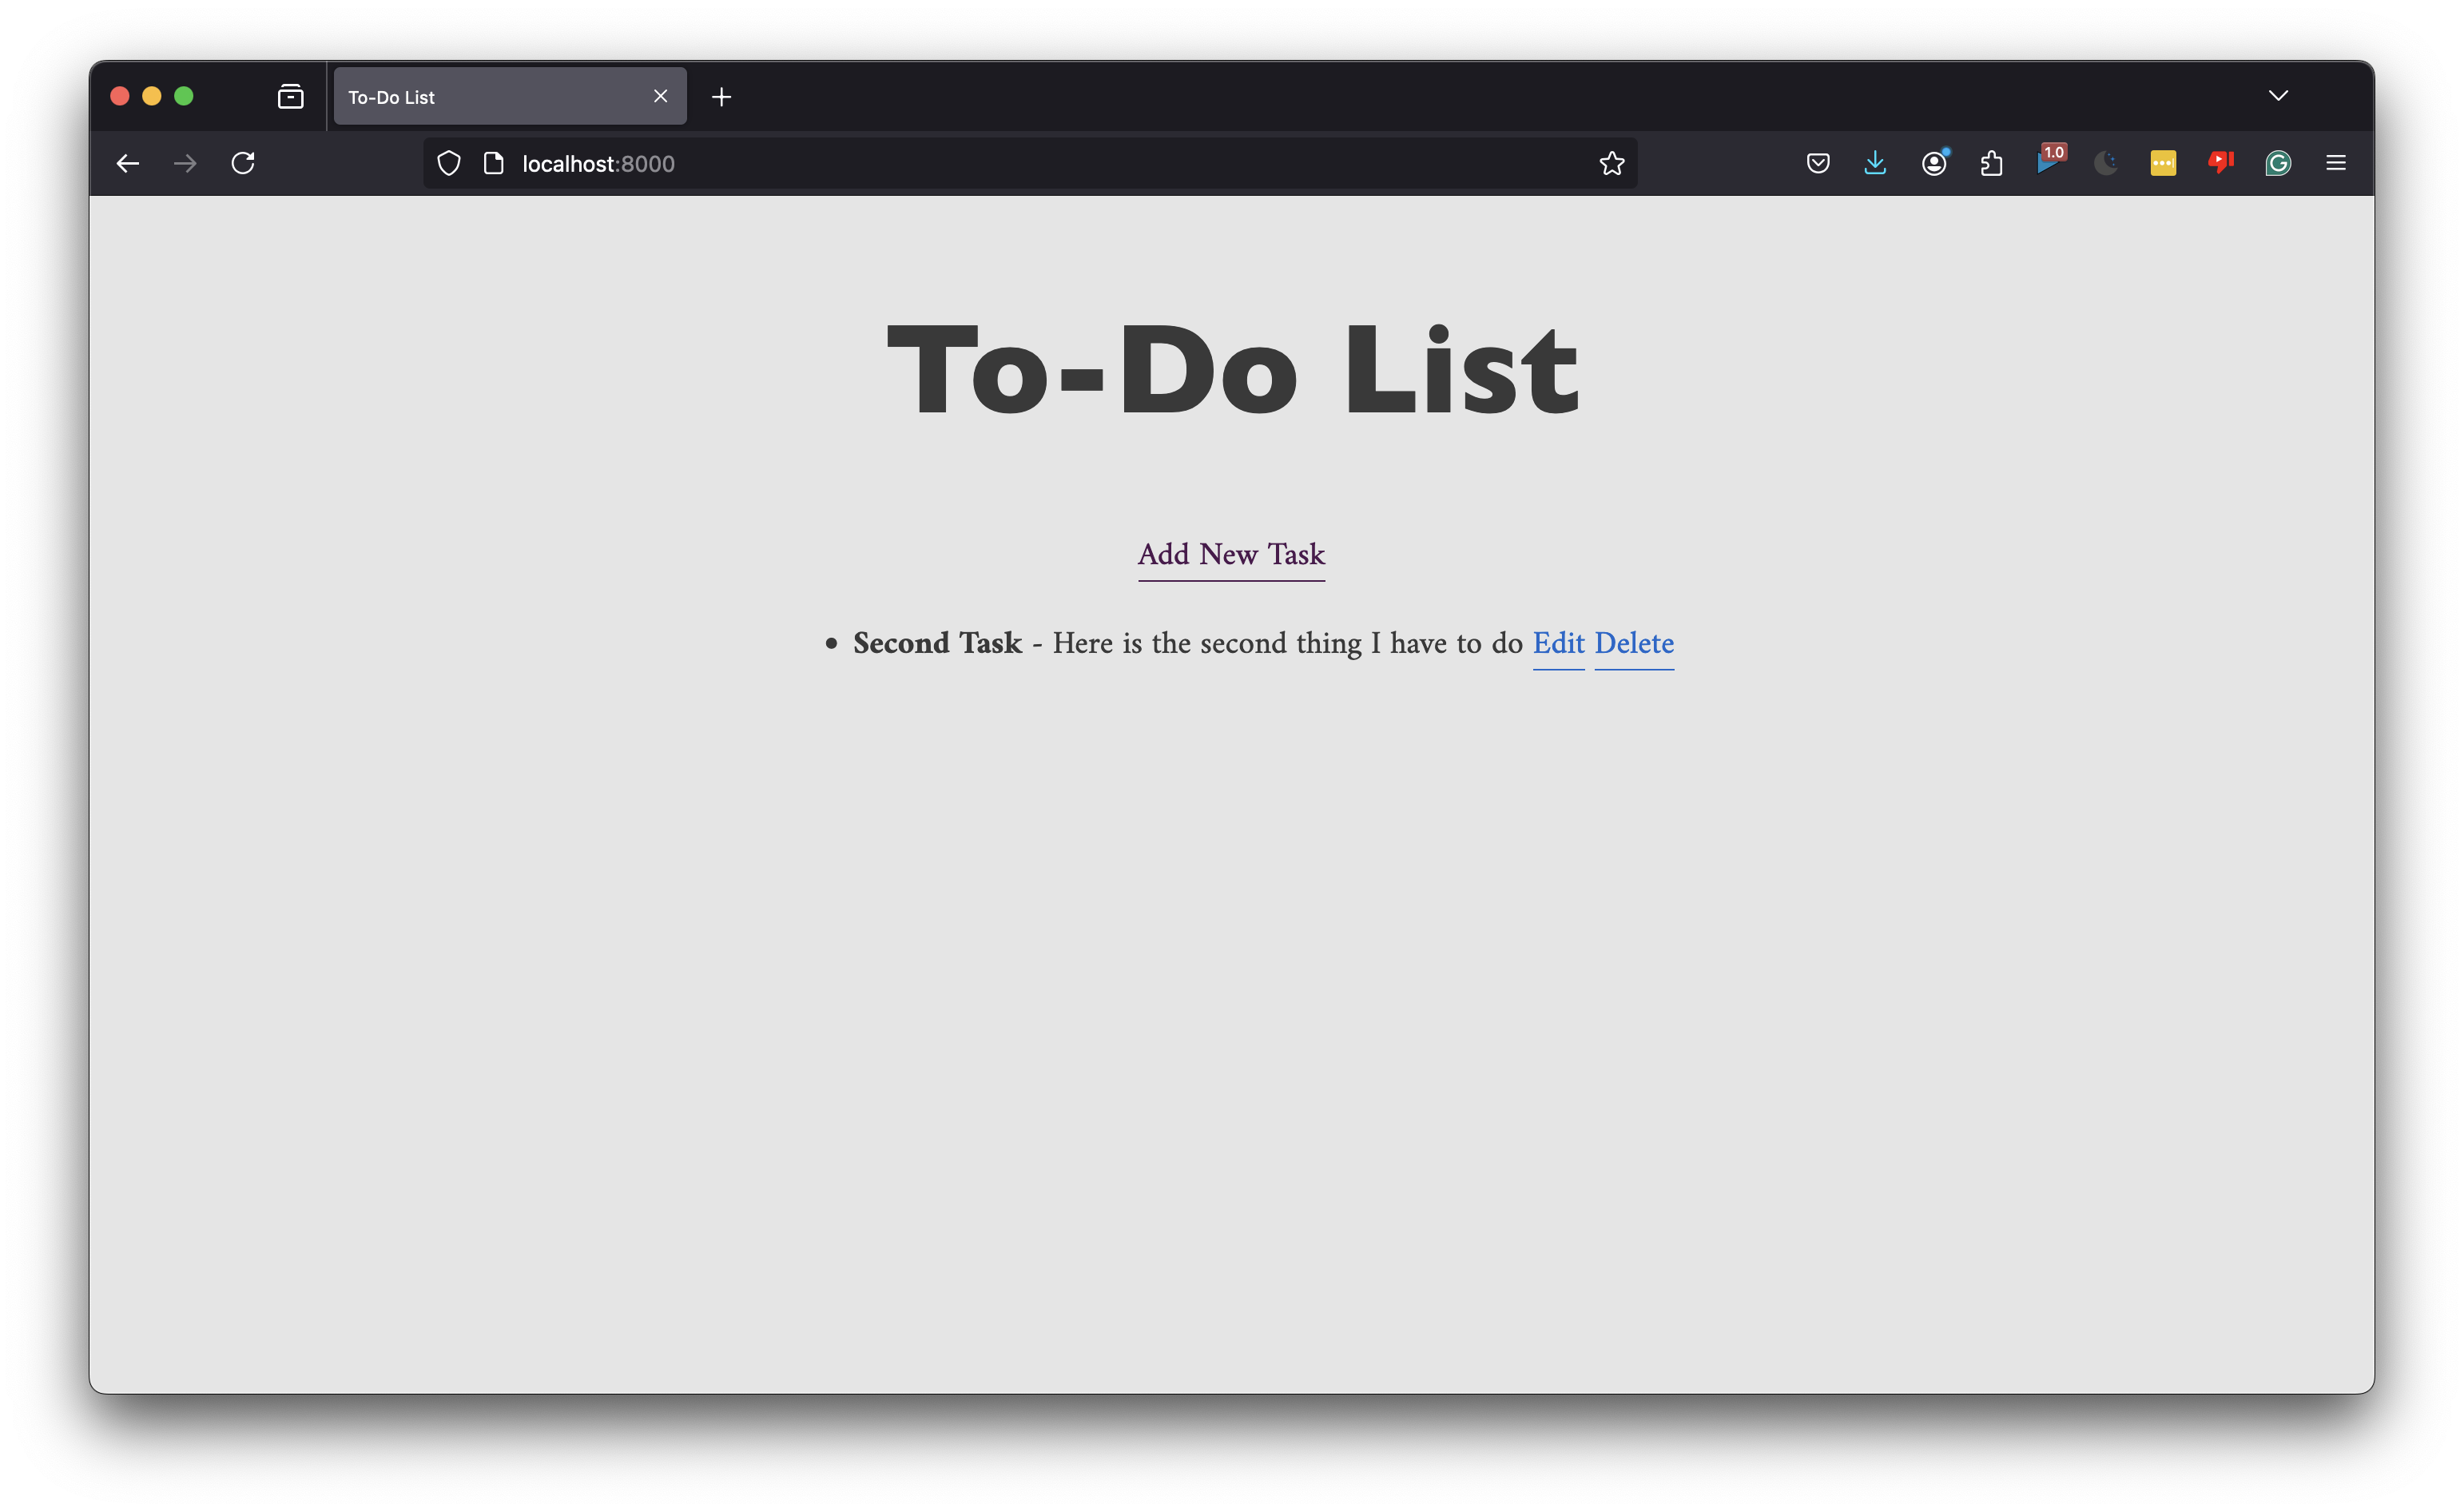 To-Do List
localhost:8000
1.0
To-Do List
Add New Task
• Second Task - Here is the second thing I have to do Edit Delete